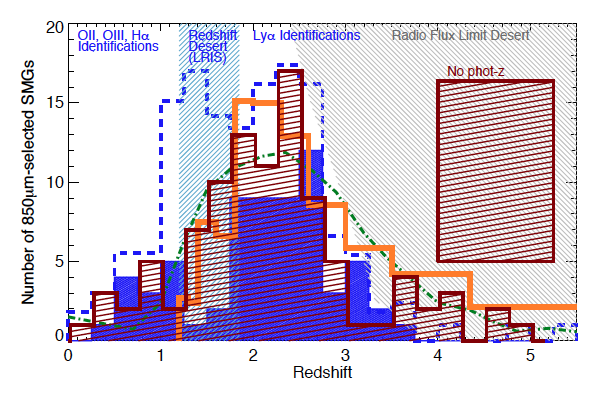 20
15
10
5
0
Number of 850μm-selected SMGs
OII, OIII, Hα
Identifications
Redshift
Desert
(LRIS)
Lyα Identifications
Radio Flux Limit Desert
No phot-z
0 1 2 3 4 5
Redshift